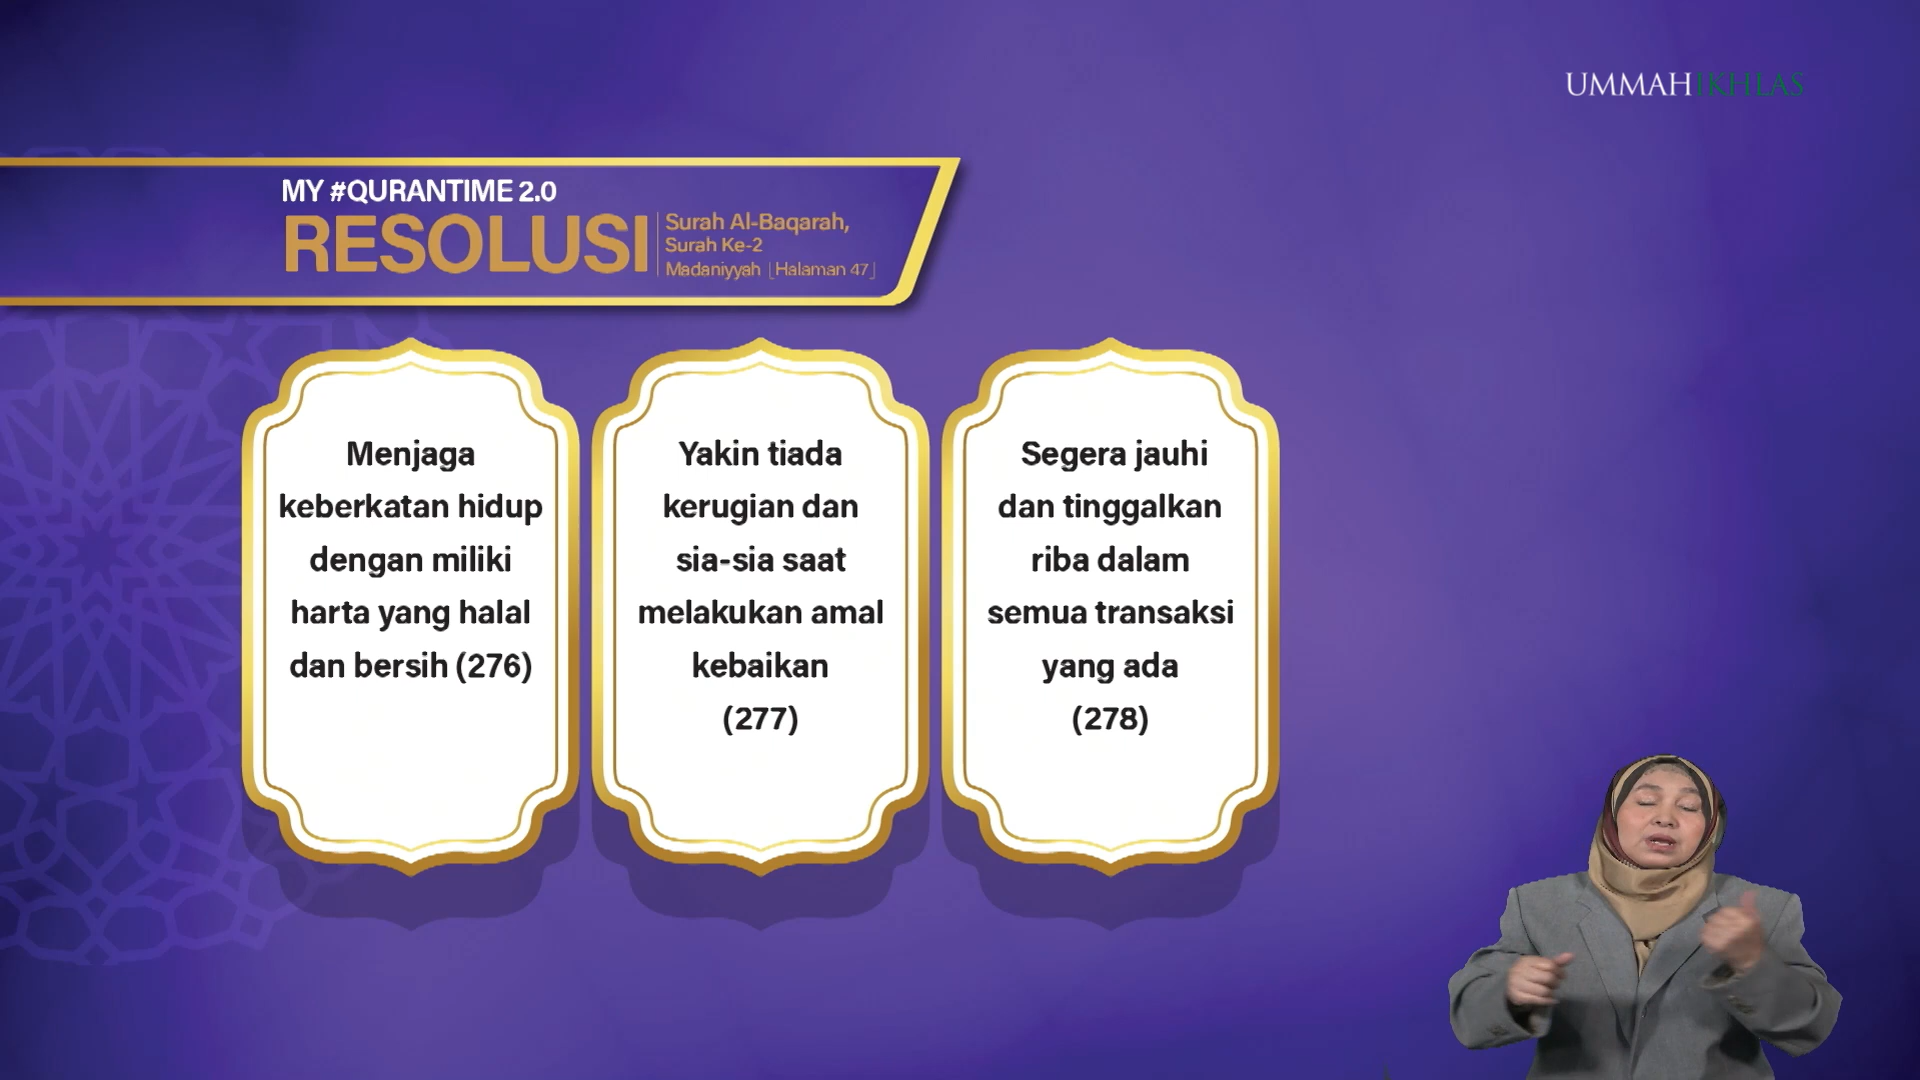 UMMAHIKHLAS
MY #QURANTIME 2.0
RESOLUSI
Surah Al-Baqarah,
Surah Ke-2
Madaniyyah [Halaman 47]
Menjaga
keberkatan hidup
dengan miliki
harta yang halal
dan bersih (276)
Yakin tiada
kerugian dan
sia-sia saat
melakukan amal
kebaikan
(277)
Segera jauhi
dan tinggalkan
riba dalam
semua transaksi
yang ada
(278)